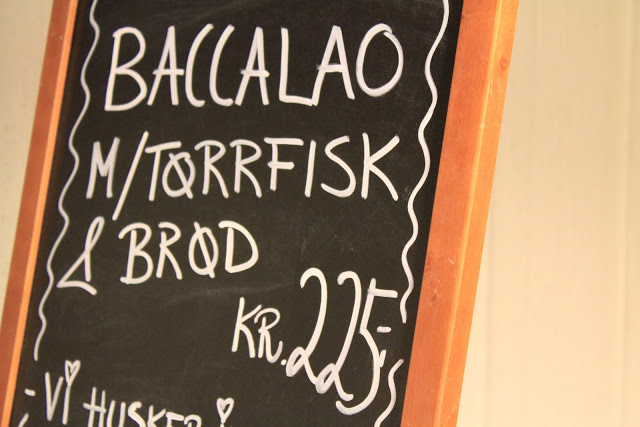 BACCALAO
M/TØRRFISK
& BRØD
KR. 225,-
- Vi HUSKER